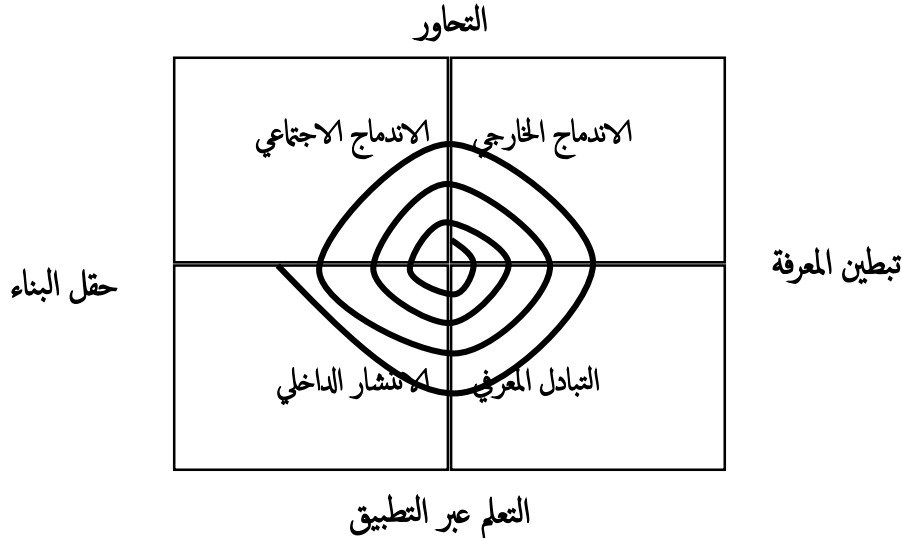 التحاور
الاندماج الخارجي
الاندماج الاجتماعي
تبطين المعرفة
حقل البناء
التبادل المعرفي
الانتشار الداخلي
التعلم عبر التطبيق